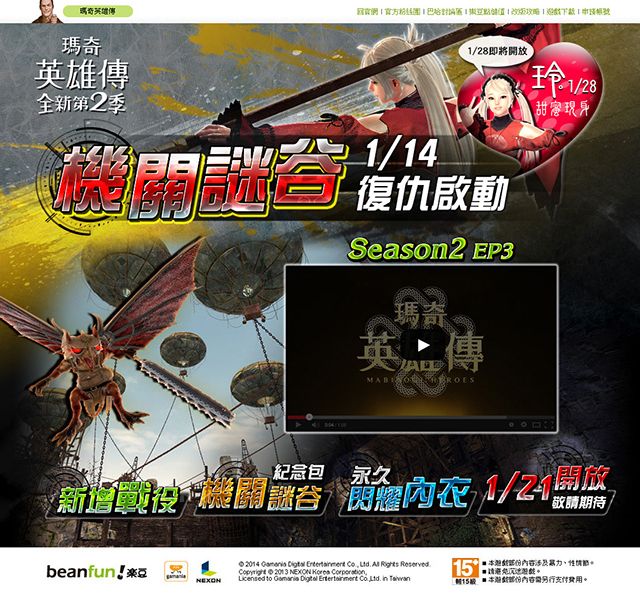 瑪奇英雄傳
回官網 | 官方粉絲團 | 巴哈討論區 | 樂豆點儲值 | 改版攻略 | 遊戲下載 | 申請帳號
瑪奇
英雄傳
全新第2季
1/28即將開放
玲。1/28
甜蜜現身
機關謎谷
1/14
復仇啟動
Season2 EP3
瑪奇
英雄傳
MABINOGI HEROES
新增戰役
紀念包
機關謎谷
永久
閃耀內衣
1/21開放
敬請期待
beanfun!樂豆
gamania
NEXON
© 2014 Gamania Digital Entertainment Co., Ltd. All Rights Reserved.
Copyright © 2013 NEXON Korea Corporation,
Licensed to Gamania Digital Entertainment Co.,Ltd. in Taiwan
15+
輔15級
■ 本遊戲部份內容涉及暴力、性情節。
■ 請避免沉迷遊戲。
■ 本遊戲部份內容需另行支付費用。